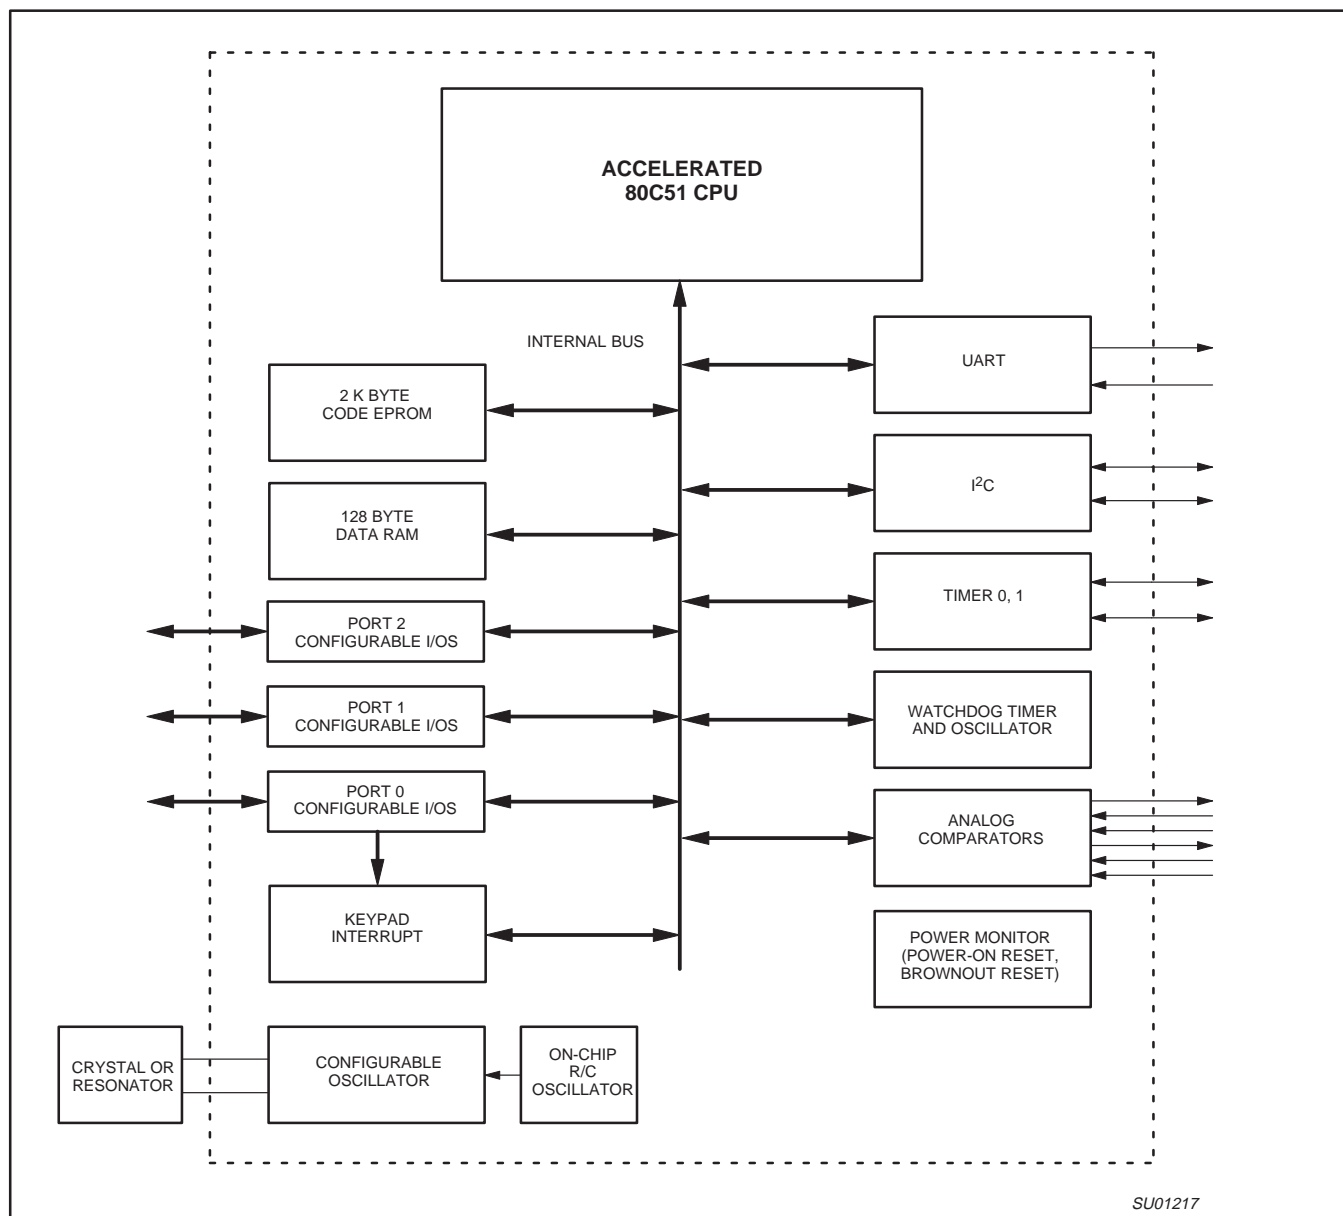 ACCELERATED
80C51 CPU
INTERNAL BUS
UART
2 K BYTE
CODE EPROM
I²C
128 BYTE
DATA RAM
TIMER 0, 1
PORT 2
CONFIGURABLE I/OS
PORT 1
CONFIGURABLE I/OS
WATCHDOG TIMER
AND OSCILLATOR
PORT 0
CONFIGURABLE I/OS
ANALOG
COMPARATORS
KEYPAD
INTERRUPT
POWER MONITOR
(POWER-ON RESET,
BROWNOUT RESET)
CRYSTAL OR
RESONATOR
CONFIGURABLE
OSCILLATOR
ON-CHIP
R/C
OSCILLATOR
SU01217